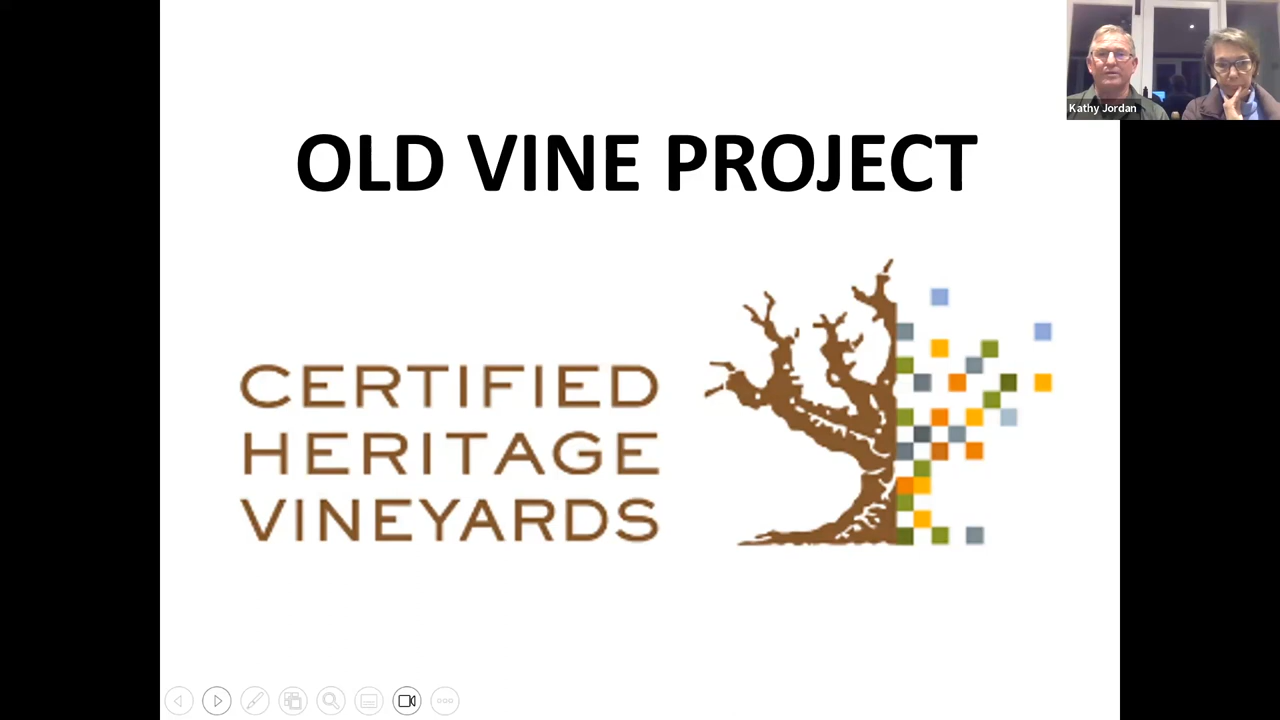 OLD VINE PROJECT
CERTIFIED
HERITAGE
VINEYARDS
Kathy Jordan